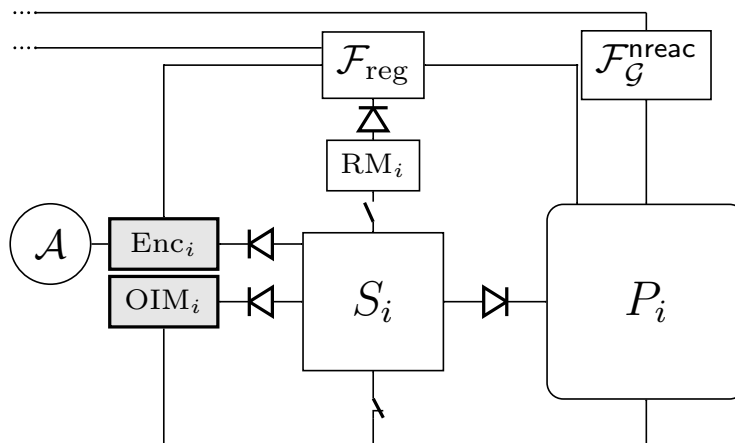 ....
....
𝓕_reg
𝓕_𝓖^nreac
RM_i
𝒜
Enc_i
OIM_i
S_i
P_i